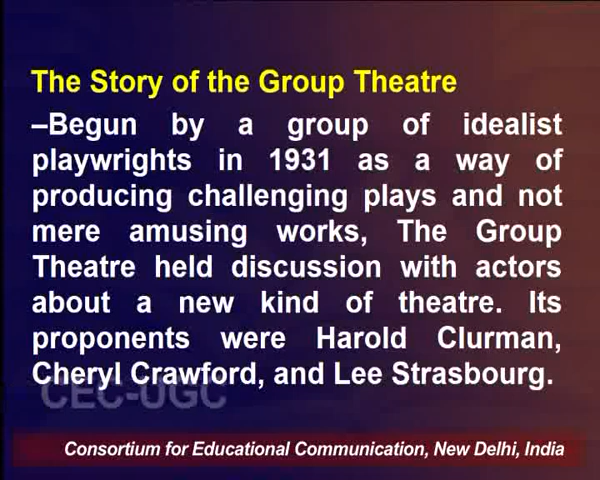 The Story of the Group Theatre
–Begun by a group of idealist
playwrights in 1931 as a way of
producing challenging plays and not
mere amusing works, The Group
Theatre held discussion with actors
about a new kind of theatre. Its
proponents were Harold Clurman,
Cheryl Crawford, and Lee Strasbourg.
CEC-UGC
Consortium for Educational Communication, New Delhi, India